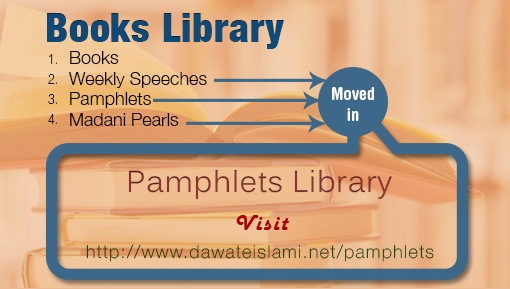 Books Library
1. Books
2. Weekly Speeches
3. Pamphlets
4. Madani Pearls
Moved
in
Pamphlets Library
Visit
http://www.dawateislami.net/pamphlets